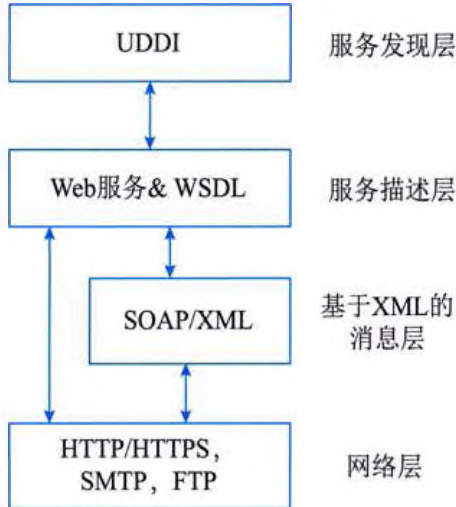 UDDI
服务发现层
Web服务& WSDL
服务描述层
SOAP/XML
基于XML的
消息层
HTTP/HTTPS，
SMTP，FTP
网络层